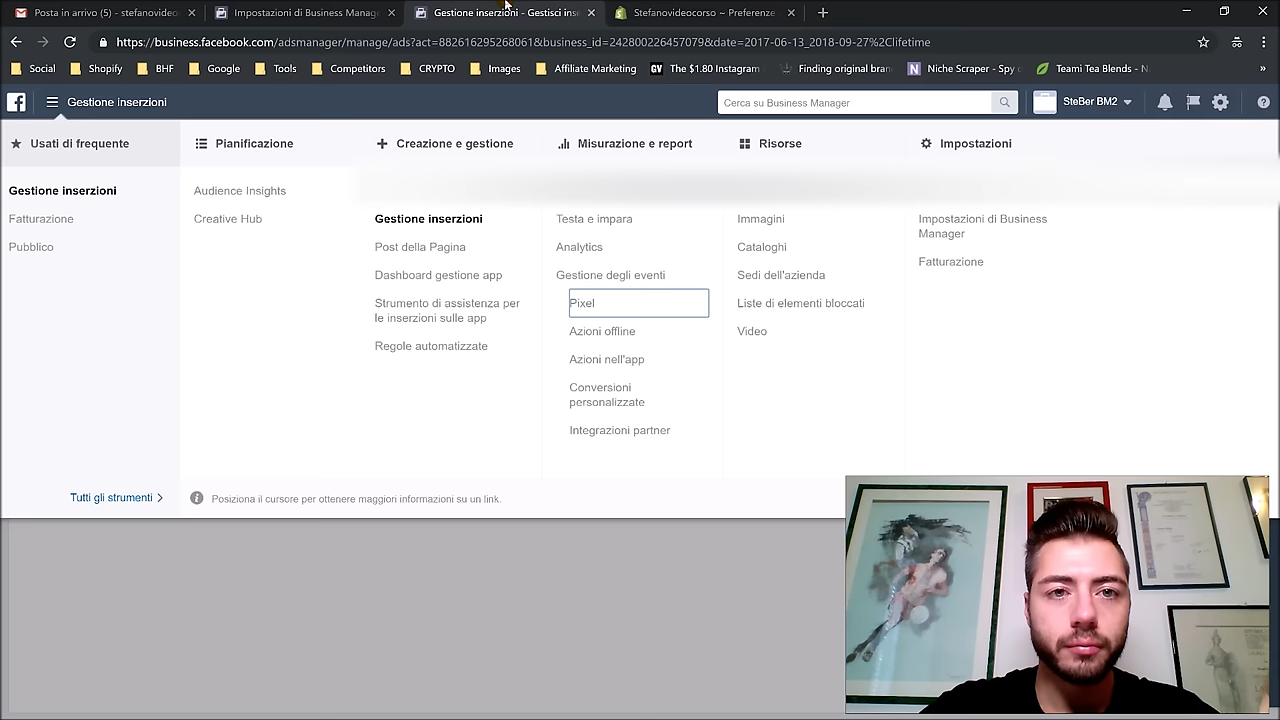 Posta in arrivo (5) - stefanovideo
Impostazioni di Business Manage
Gestione inserzioni - Gestisci inse
Stefanovideocorso ~ Preferenze
https://business.facebook.com/adsmanager/manage/ads?act=882616295268061&business_id=242800226457079&date=2017-06-13_2018-09-27%2Clifetime
Social
Shopify
BHF
Google
Tools
Competitors
CRYPTO
Images
Affiliate Marketing
GV The $1.80 Instagram
Finding original bran
N Niche Scraper - Spy
Teami Tea Blends - N
Gestione Inserzioni
Cerca su Business Manager
SteBer BM2
Usati di frequente
Pianificazione
Creazione e gestione
Misurazione e report
Risorse
Impostazioni
Gestione inserzioni
Fatturazione
Pubblico
Audience Insights
Creative Hub
Gestione inserzioni
Post della Pagina
Dashboard gestione app
Strumento di assistenza per
le inserzioni sulle app
Regole automatizzate
Testa e impara
Analytics
Gestione degli eventi
Pixel
Azioni offline
Azioni nell'app
Conversioni
personalizzate
Integrazioni partner
Immagini
Cataloghi
Sedi dell'azienda
Liste di elementi bloccati
Video
Impostazioni di Business
Manager
Fatturazione
Tutti gli strumenti
Posiziona il cursore per ottenere maggiori informazioni su un link.